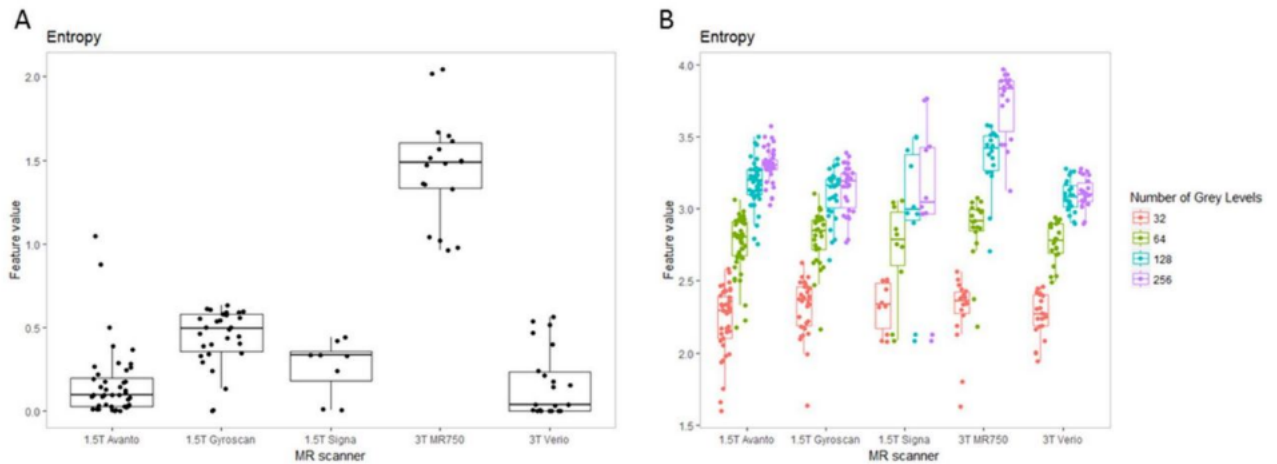 A
Entropy
Feature value
2.0
1.5
1.0
0.5
0.0
1.5T Avanto 1.5T Gyroscan 1.5T Signa 3T MR750 3T Verio
MR scanner
B
Entropy
Feature value
4.0
3.5
3.0
2.5
2.0
1.5
1.5T Avanto 1.5T Gyroscan 1.5T Signa 3T MR750 3T Verio
MR scanner
Number of Grey Levels
32
64
128
256